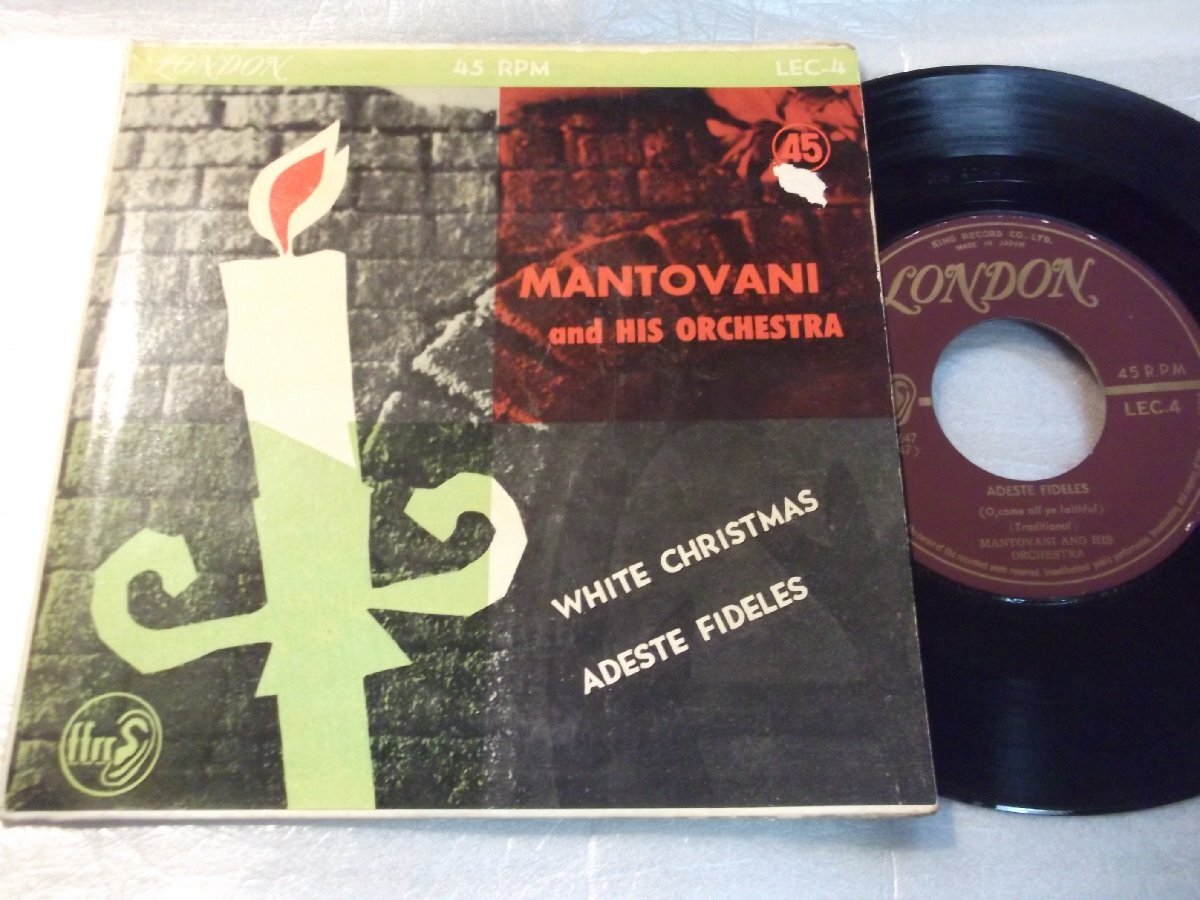 LONDON 45 RPM LEC-4
45
MANTOVANI
and HIS ORCHESTRA
WHITE CHRISTMAS
ADESTE FIDELES
ffrr
KING RECORD CO., LTD.
MADE IN JAPAN
LONDON
45 R.P.M
LEC.4
ADESTE FIDELES
(O, come all ye faithful)
(Traditional)
MANTOVANI AND HIS
ORCHESTRA